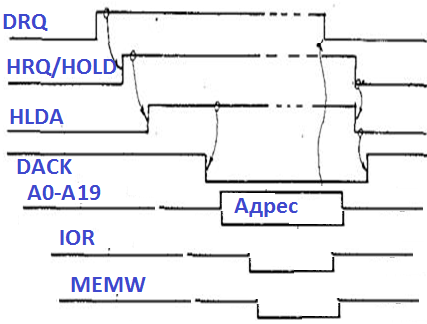 DRQ
HRQ/HOLD
HLDA
DACK
A0-A19
Адрес
IOR
MEMW